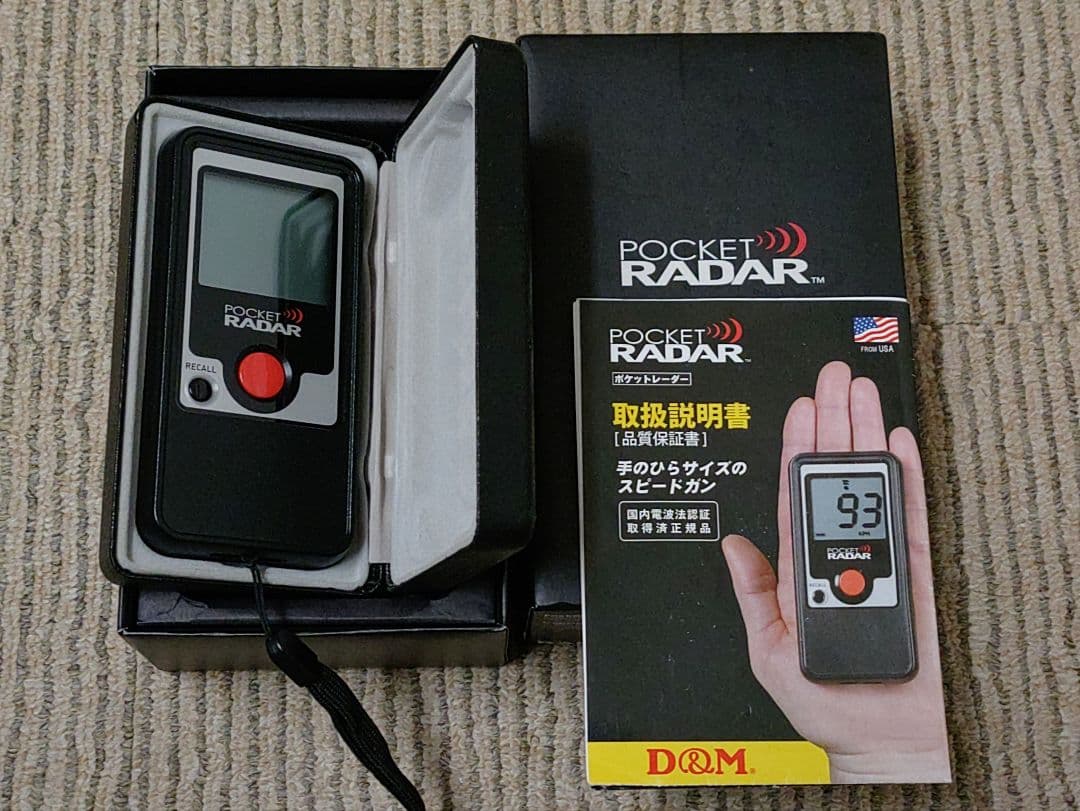 POCKET
RADAR
RECALL
POCKET
RADAR™
POCKET
RADAR™
FROM USA
ポケットレーダー
取扱説明書
[品質保証書]
手のひらサイズの
スピードガン
国内電波法認証
取得済正規品
93
KPH
POCKET
RADAR
RECALL
D&M®